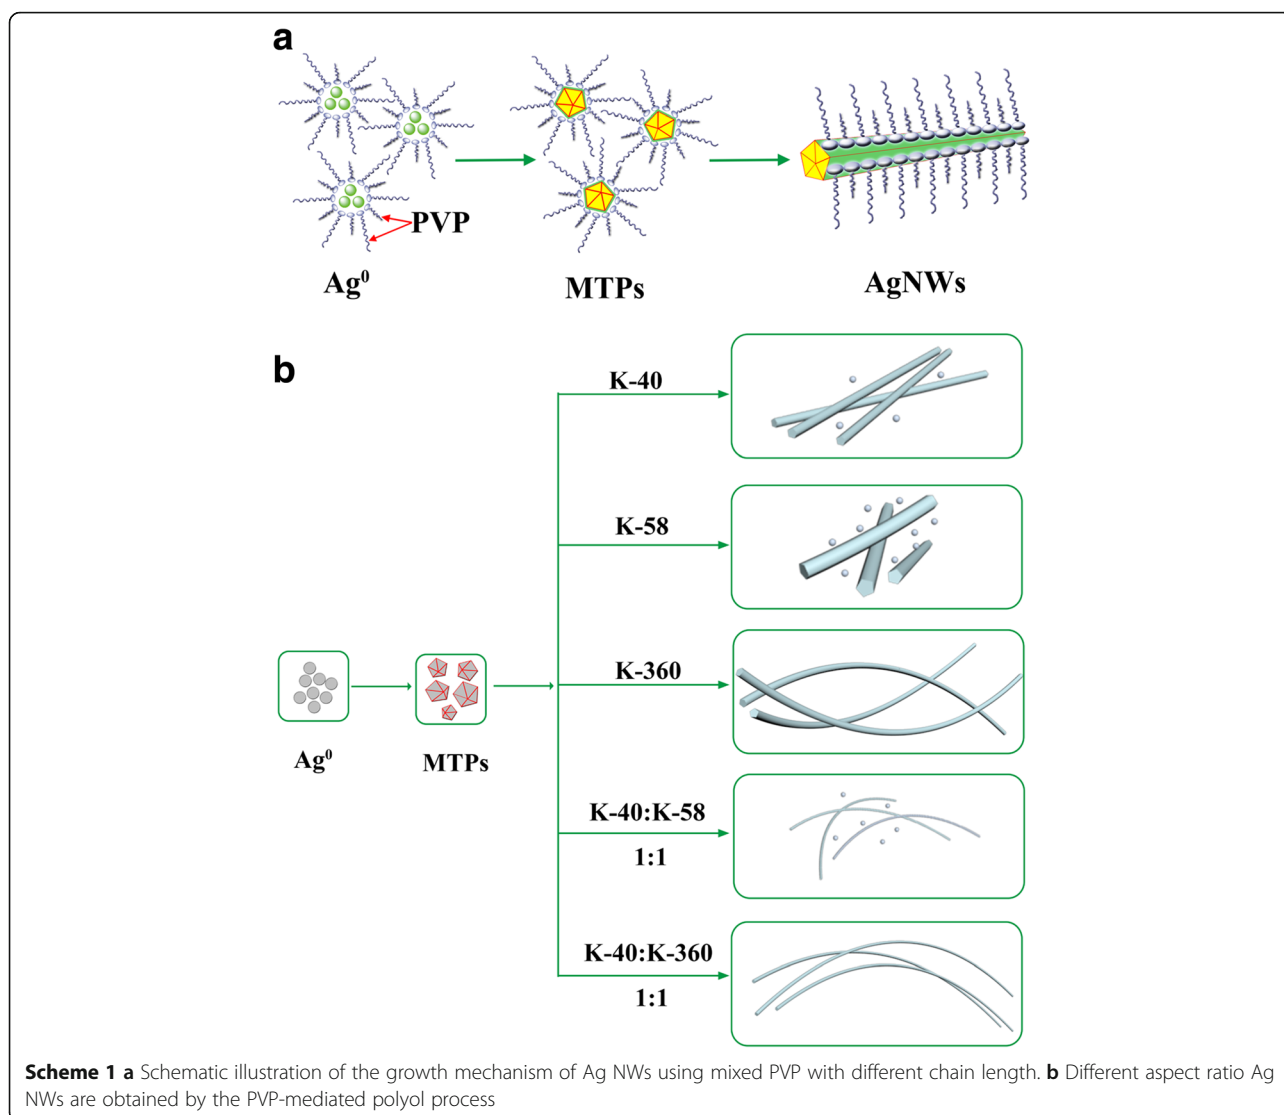 a
PVP
Ag⁰
MTPs
AgNWs
b
K-40
K-58
K-360
Ag⁰
MTPs
K-40:K-58
1:1
K-40:K-360
1:1
Scheme 1 a Schematic illustration of the growth mechanism of Ag NWs using mixed PVP with different chain length. b Different aspect ratio Ag
NWs are obtained by the PVP-mediated polyol process